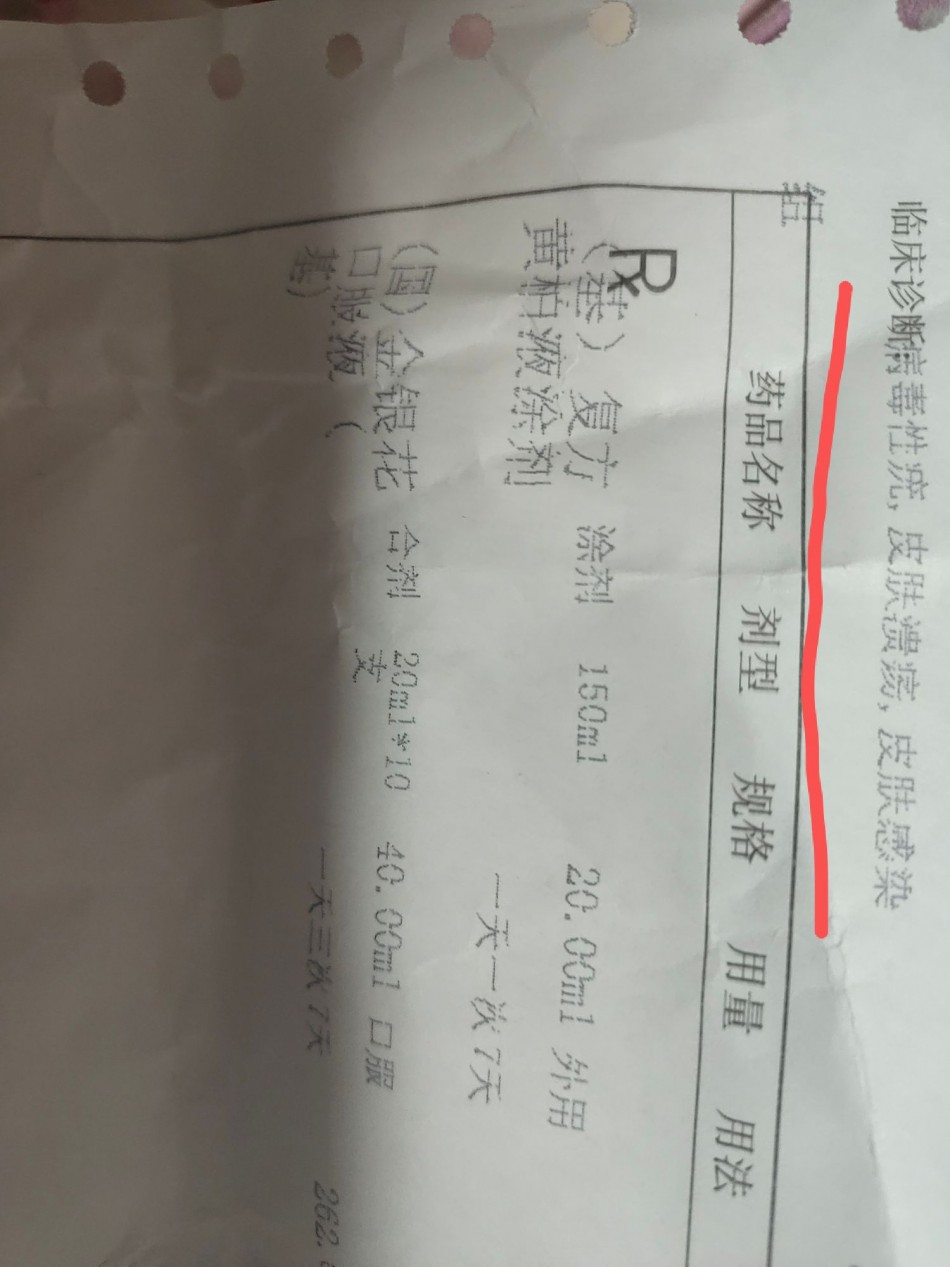 临床诊断病毒性疣,皮肤溃疡,皮肤感染
药品名称 剂型 规格 用量 用法
Rx
(基) 复方 涂剂 150ml 20.00ml 外用
黄柏液涂剂
一天一次7天
(国)金银花 合剂 20ml*10 40.00ml 口服
口服液 ( 支
基) 一天三次7天 262.